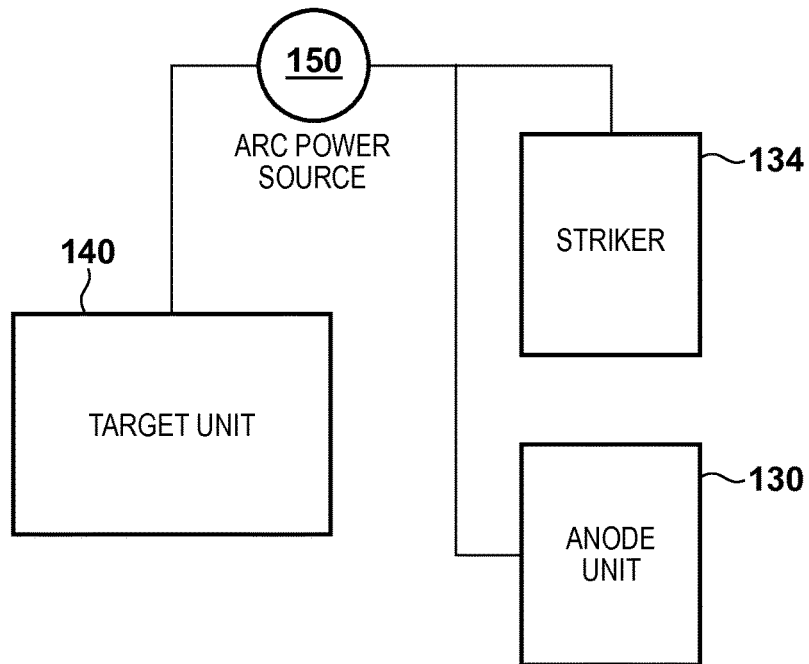 150
ARC POWER
SOURCE
134
STRIKER
140
TARGET UNIT
130
ANODE
UNIT